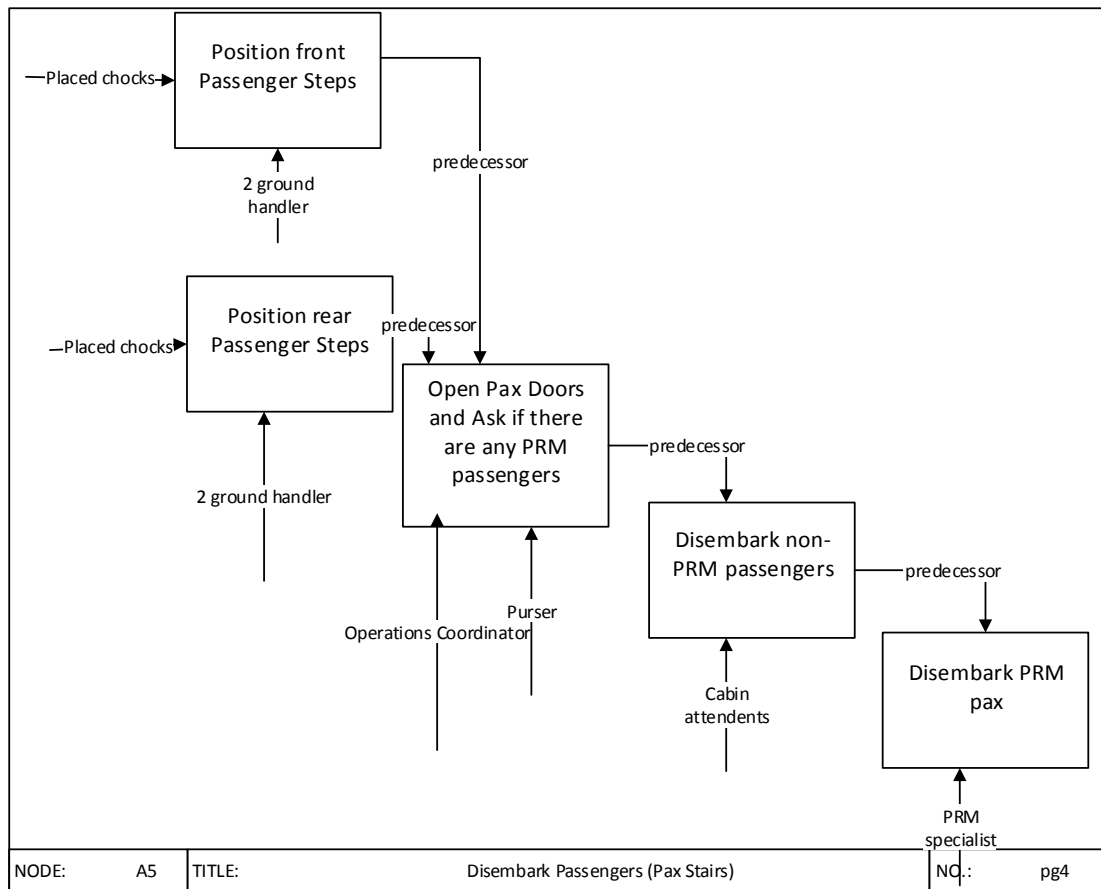 Position front
Passenger Steps
Placed chocks
predecessor
2 ground
handler
Position rear
Passenger Steps
predecessor
Placed chocks
Open Pax Doors
and Ask if there
are any PRM
passengers
predecessor
2 ground handler
Disembark non-
PRM passengers
predecessor
Purser
Operations Coordinator
Disembark PRM
pax
Cabin
attendents
PRM
specialist
NODE: A5 TITLE: Disembark Passengers (Pax Stairs) NO.: pg4